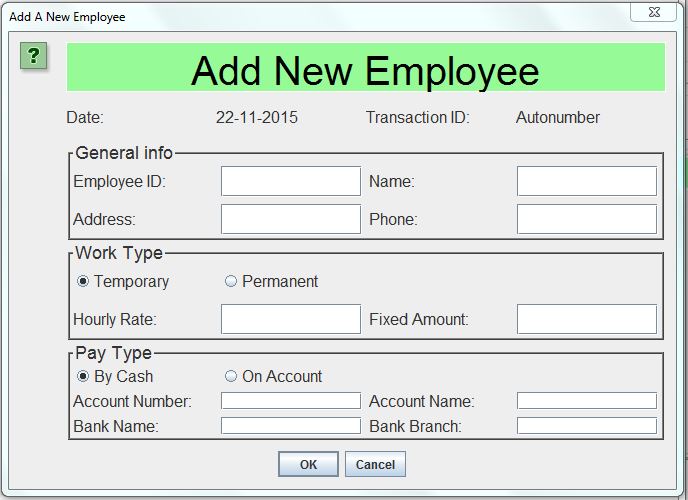 Add A New Employee
?
Add New Employee
Date: 22-11-2015 Transaction ID: Autonumber
General info
Employee ID: Name:
Address: Phone:
Work Type
Temporary Permanent
Hourly Rate: Fixed Amount:
Pay Type
By Cash On Account
Account Number: Account Name:
Bank Name: Bank Branch:
OK Cancel